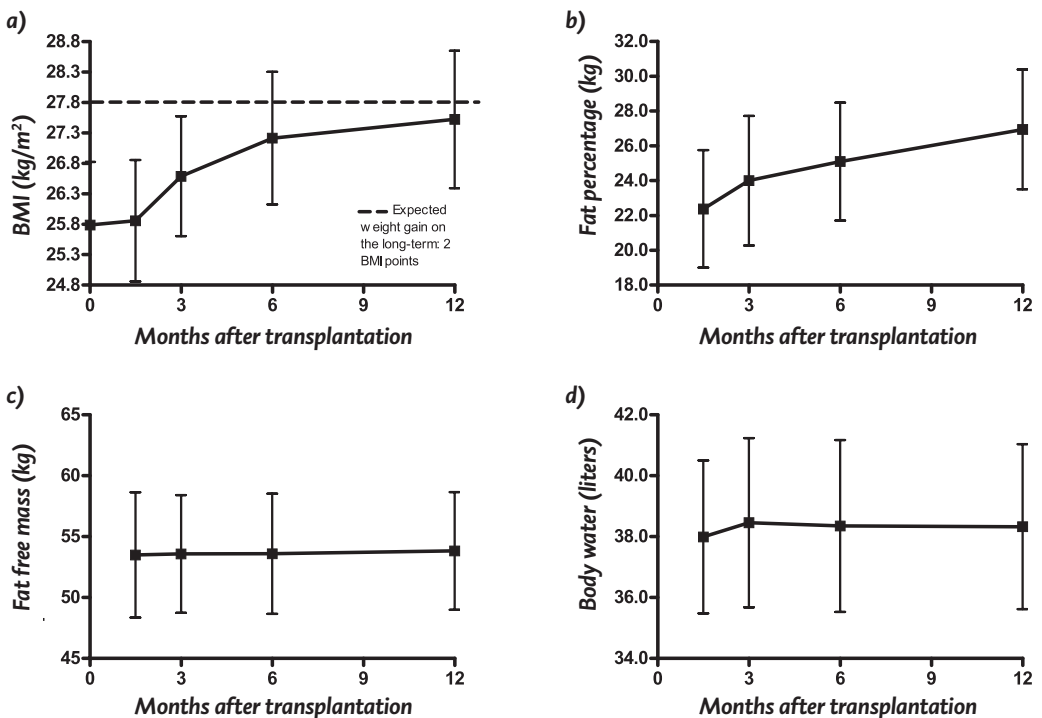 a)
28.8
28.3
27.8
27.3
26.8
26.3
25.8
25.3
24.8
BMI (kg/m²)
Expected
w eight gain on
the long-term: 2
BMI points
0 3 6 9 12
Months after transplantation
b)
32.0
30.0
28.0
26.0
24.0
22.0
20.0
18.0
Fat percentage (kg)
0 3 6 9 12
Months after transplantation
c)
65
60
55
50
45
Fat free mass (kg)
0 3 6 9 12
Months after transplantation
d)
42.0
40.0
38.0
36.0
34.0
Body water (liters)
0 3 6 9 12
Months after transplantation